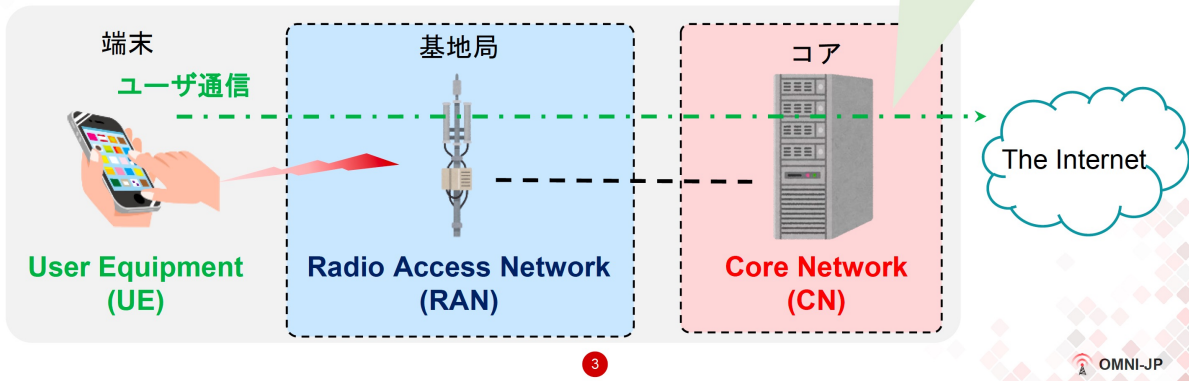 端末
ユーザ通信
User Equipment
(UE)
基地局
Radio Access Network
(RAN)
コア
Core Network
(CN)
The Internet
3
OMNI-JP